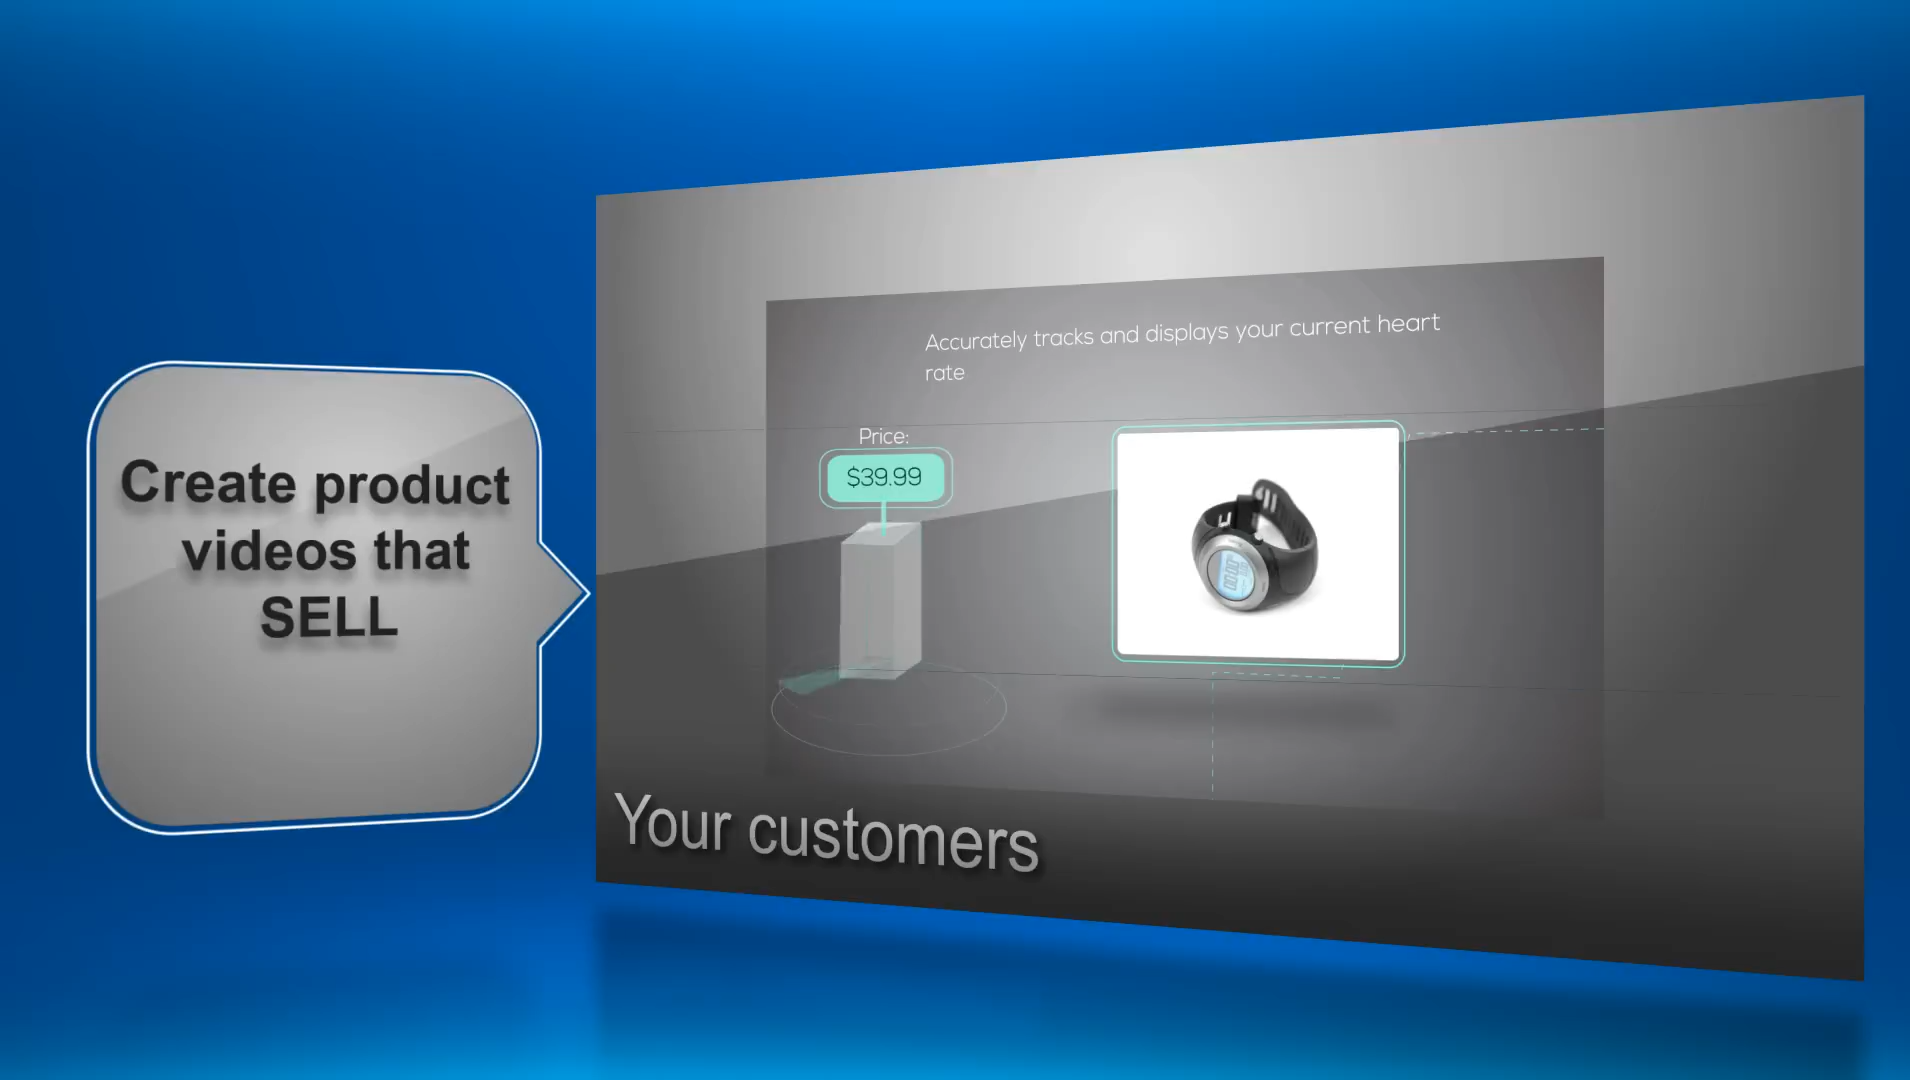 Create product
videos that
SELL
Accurately tracks and displays your current heart
rate
Price:
$39.99
Your customers